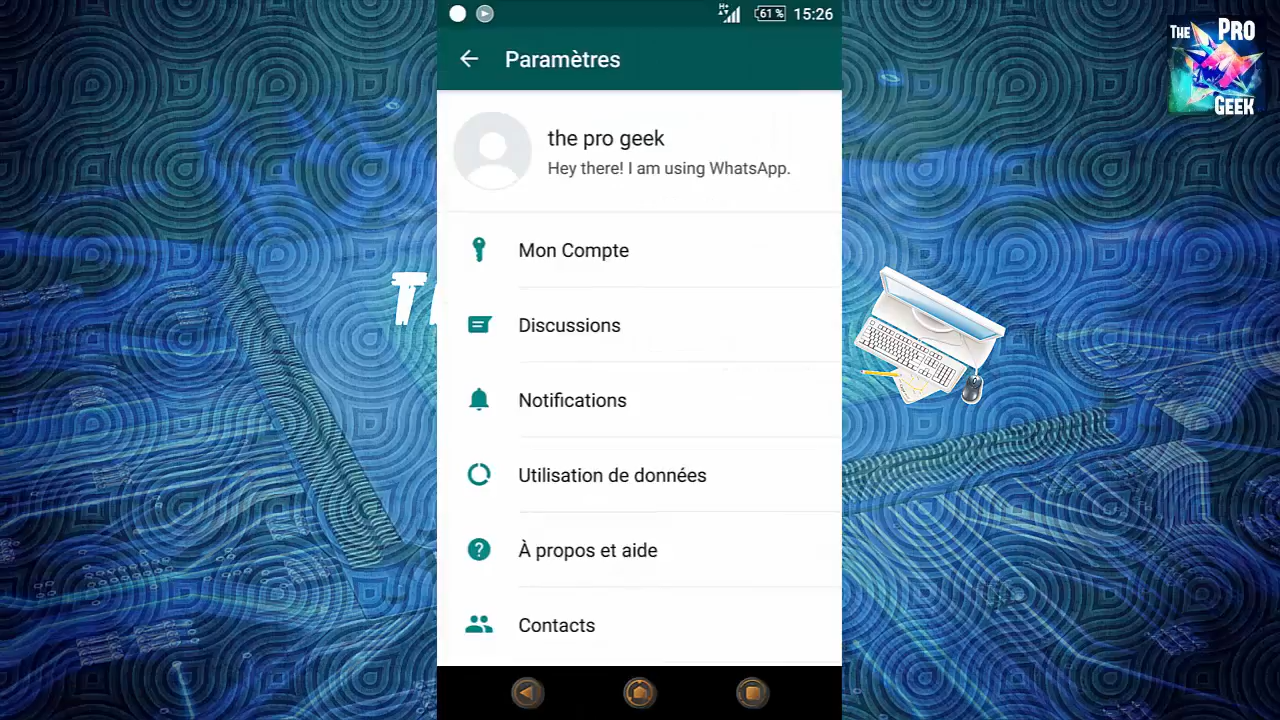 H+
61 %
15:26
Paramètres
THE PRO
GEEK
the pro geek
Hey there! I am using WhatsApp.
Mon Compte
Discussions
Notifications
Utilisation de données
À propos et aide
Contacts